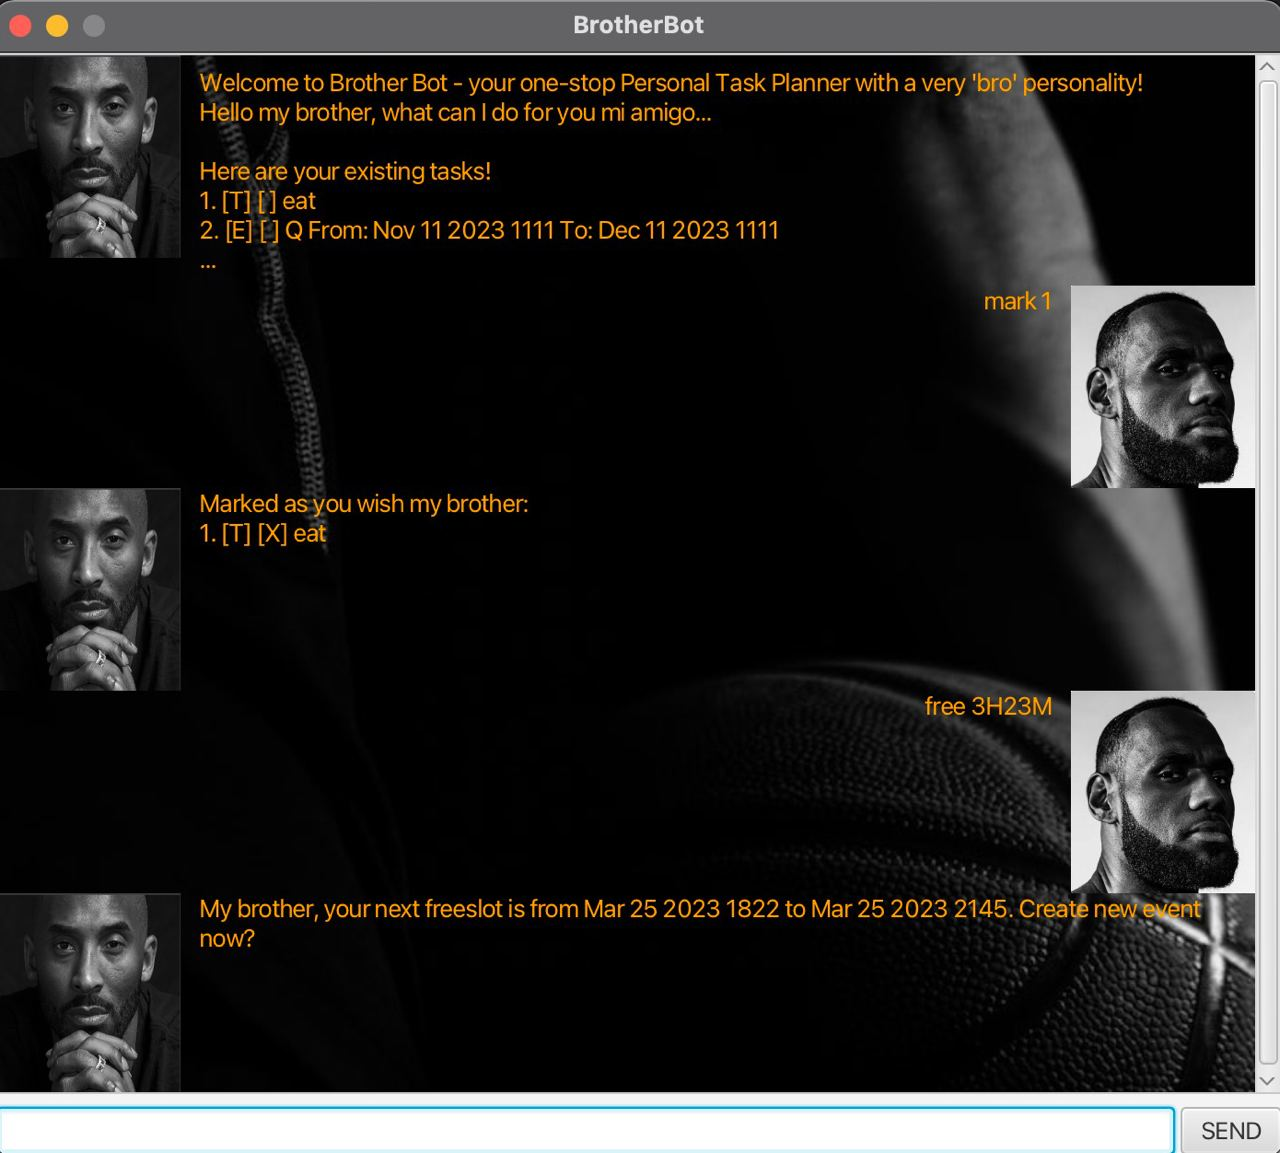 BrotherBot
Welcome to Brother Bot - your one-stop Personal Task Planner with a very 'bro' personality!
Hello my brother, what can I do for you mi amigo...
Here are your existing tasks!
1. [T] [ ] eat
2. [E] [ ] Q From: Nov 11 2023 1111 To: Dec 11 2023 1111
...
mark 1
Marked as you wish my brother:
1. [T] [X] eat
free 3H23M
My brother, your next freeslot is from Mar 25 2023 1822 to Mar 25 2023 2145. Create new event
now?
SEND